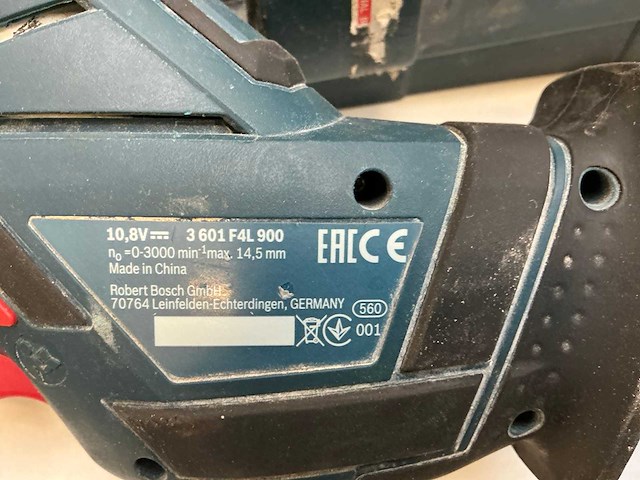 UAL
10,8V⎓ 3 601 F4L 900
n₀=0-3000 min⁻¹max. 14,5 mm
Made in China
EAC CE
Robert Bosch GmbH
70764 Leinfelden-Echterdingen, GERMANY 560
001